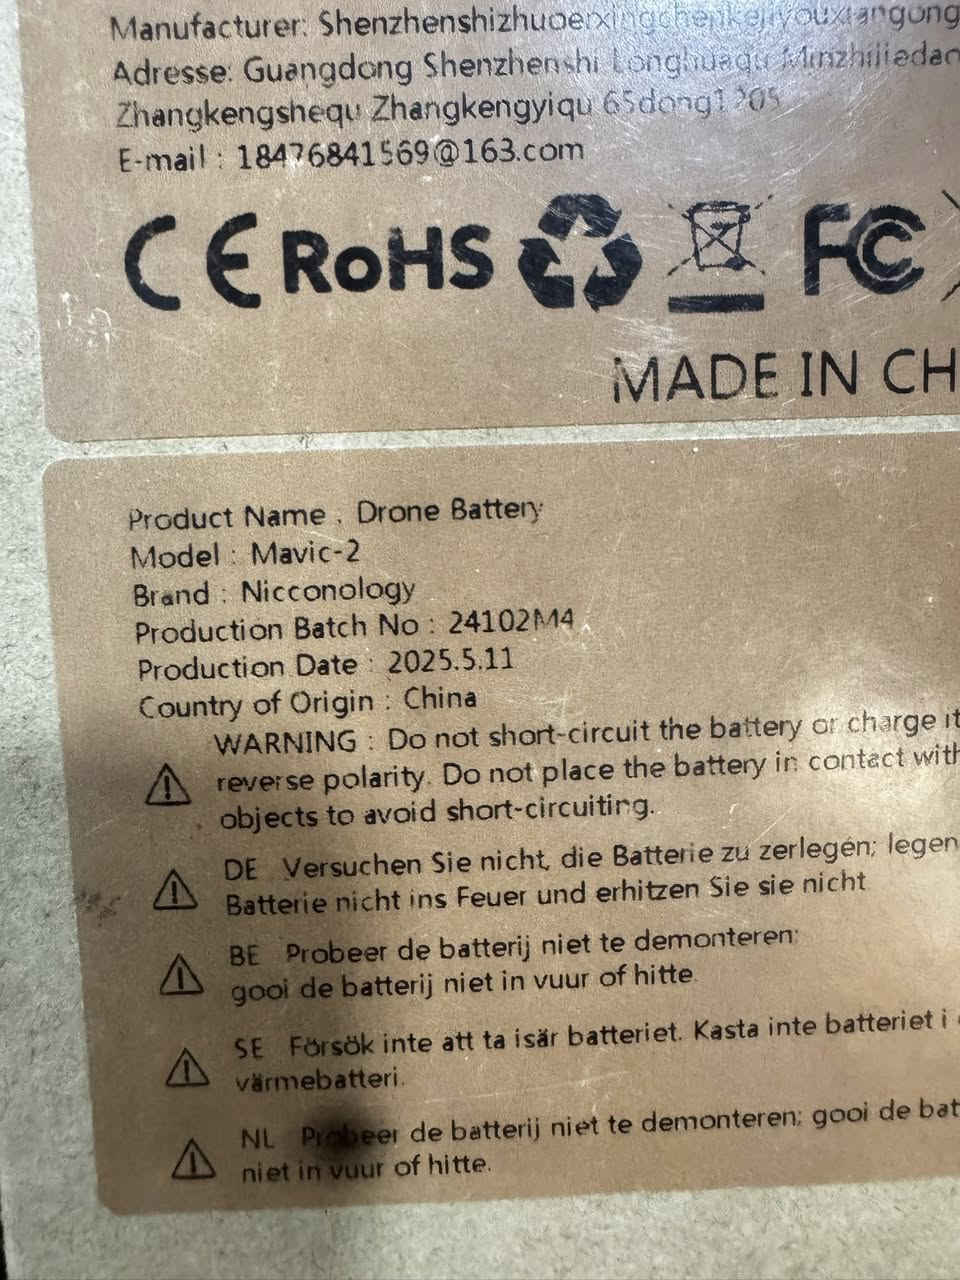 Manufacturer: Shenzhenshizhuoerxingchenkejiyouxiangong
Adresse: Guangdong Shenzhenshi Longhuaqu Minzhijiedao
Zhangkengshequ Zhangkengyiqu 65dong1205
E-mail : 18476841569@163.com
CE RoHS FC
MADE IN CH
Product Name : Drone Battery
Model : Mavic-2
Brand : Nicconology
Production Batch No : 24102M4
Production Date : 2025.5.11
Country of Origin : China
WARNING : Do not short-circuit the battery or charge it
reverse polarity. Do not place the battery in contact with
objects to avoid short-circuiting.
DE Versuchen Sie nicht, die Batterie zu zerlegen; legen
Batterie nicht ins Feuer und erhitzen Sie sie nicht
BE Probeer de batterij niet te demonteren;
gooi de batterij niet in vuur of hitte.
SE Försök inte att ta isär batteriet. Kasta inte batteriet i
värmebatteri.
NL Probeer de batterij niet te demonteren; gooi de bat
niet in vuur of hitte.